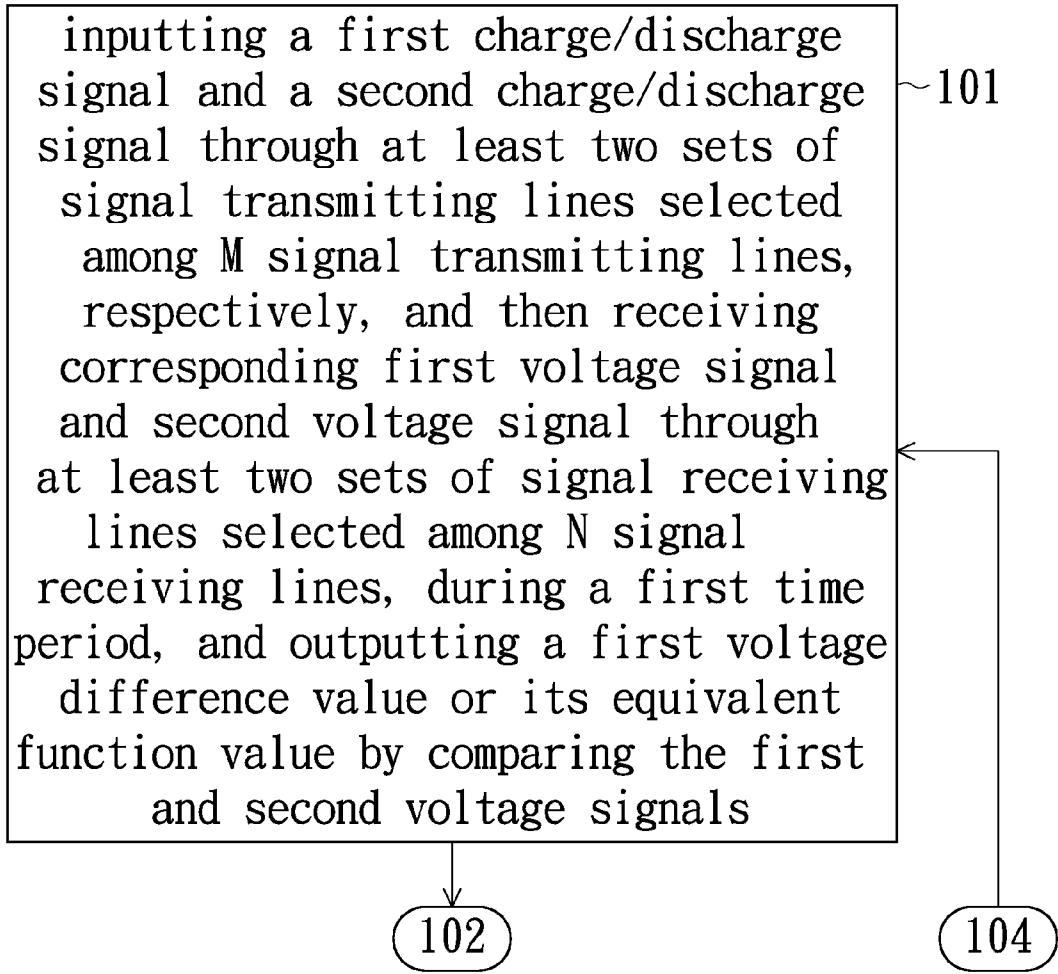 inputting a first charge/discharge
signal and a second charge/discharge
signal through at least two sets of
signal transmitting lines selected
among M signal transmitting lines,
respectively, and then receiving
corresponding first voltage signal
and second voltage signal through
at least two sets of signal receiving
lines selected among N signal
receiving lines, during a first time
period, and outputting a first voltage
difference value or its equivalent
function value by comparing the first
and second voltage signals
101
102
104